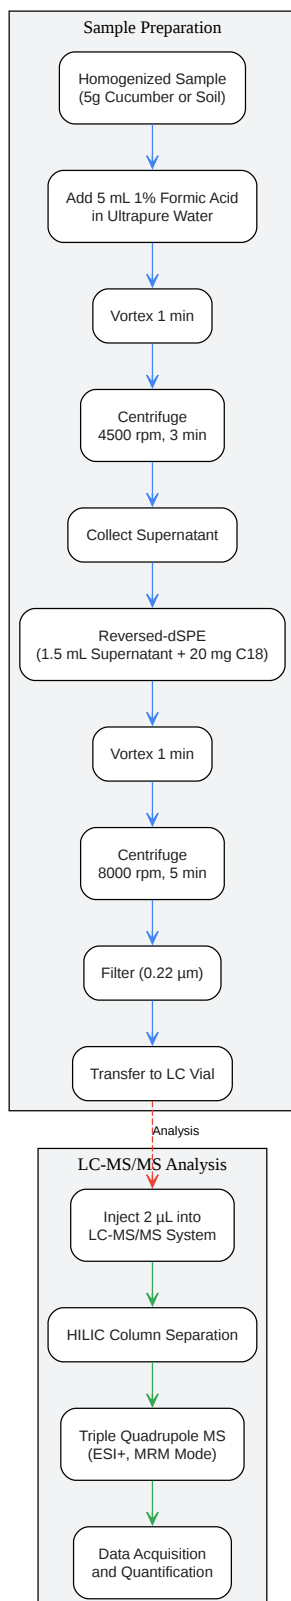 Sample Preparation
Homogenized Sample
(5g Cucumber or Soil)
Add 5 mL 1% Formic Acid
in Ultrapure Water
Vortex 1 min
Centrifuge
4500 rpm, 3 min
Collect Supernatant
Reversed-dSPE
(1.5 mL Supernatant + 20 mg C18)
Vortex 1 min
Centrifuge
8000 rpm, 5 min
Filter (0.22 µm)
Transfer to LC Vial
Analysis
LC-MS/MS Analysis
Inject 2 µL into
LC-MS/MS System
HILIC Column Separation
Triple Quadrupole MS
(ESI+, MRM Mode)
Data Acquisition
and Quantification